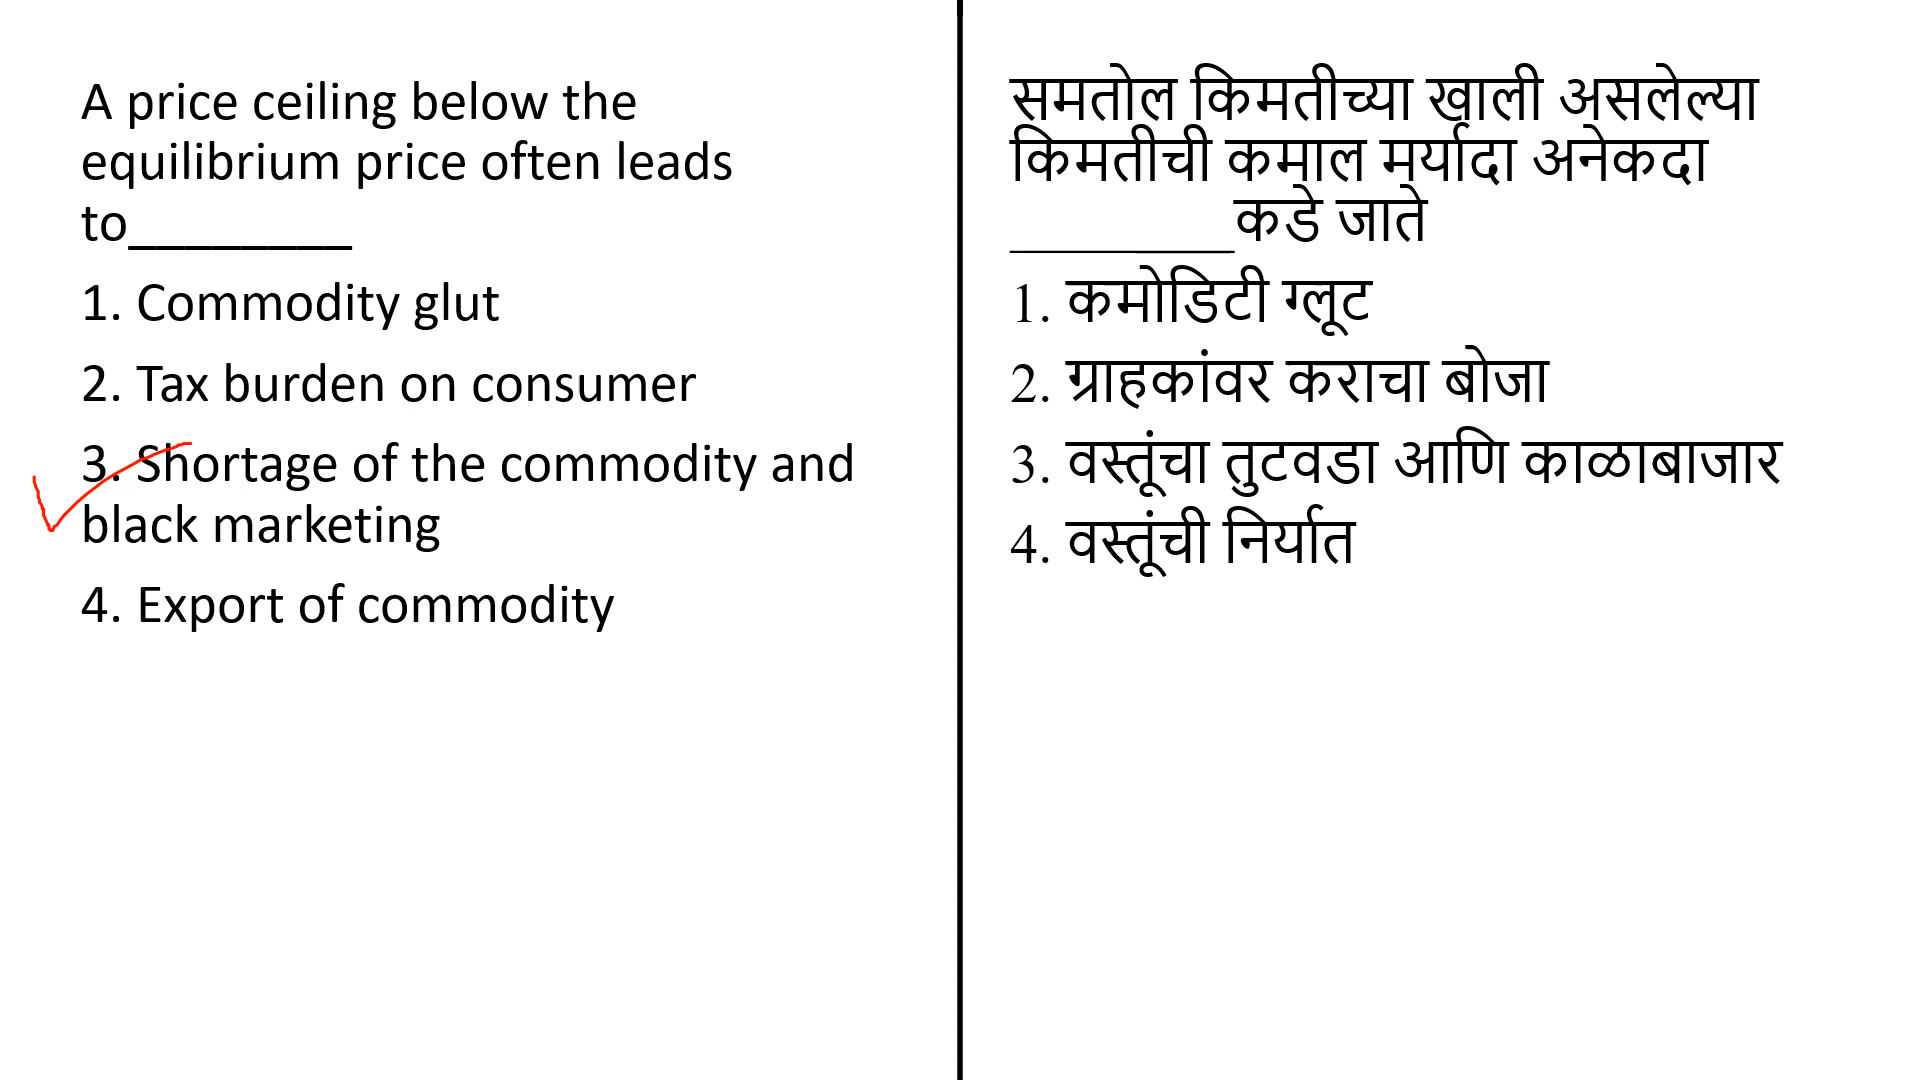 A price ceiling below the
equilibrium price often leads
to________
1. Commodity glut
2. Tax burden on consumer
3. Shortage of the commodity and
black marketing
4. Export of commodity
समतोल किमतीच्या खाली असलेल्या
किमतीची कमाल मर्यादा अनेकदा
________कडे जाते
1. कमोडिटी ग्लूट
2. ग्राहकांवर कराचा बोजा
3. वस्तूंचा तुटवडा आणि काळाबाजार
4. वस्तूंची निर्यात